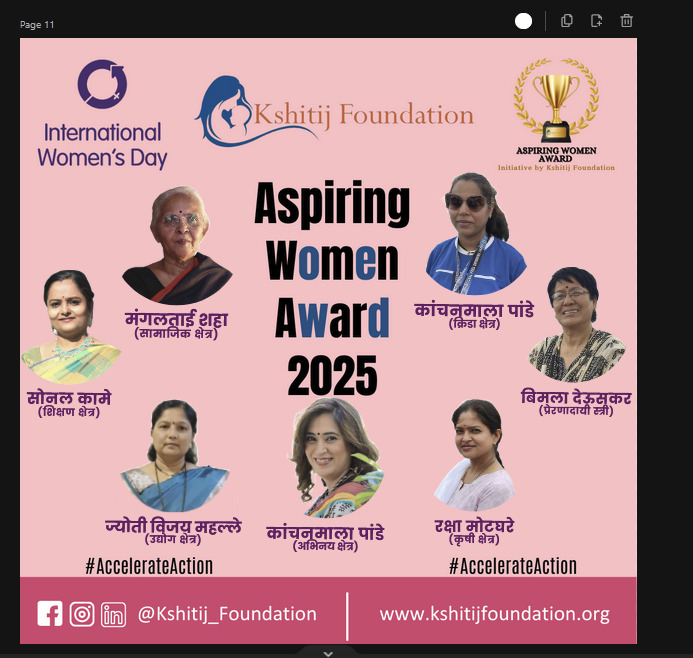 Page 11
International
Women's Day
Kshitij Foundation
ASPIRING WOMEN
AWARD
Initiative by Kshitij Foundation
Aspiring
Women
Award
2025
मंगलताई शहा
(सामाजिक क्षेत्र)
कांचनमाला पांडे
(क्रिडा क्षेत्र)
सोनल कामे
(शिक्षण क्षेत्र)
बिमला देऊसकर
(प्रेरणादायी स्त्री)
ज्योती विजय महल्ले
(उद्योग क्षेत्र)
कांचनमाला पांडे
(अभिनय क्षेत्र)
रक्षा मोटघरे
(कृषी क्षेत्र)
#AccelerateAction
#AccelerateAction
@Kshitij_Foundation
www.kshitijfoundation.org